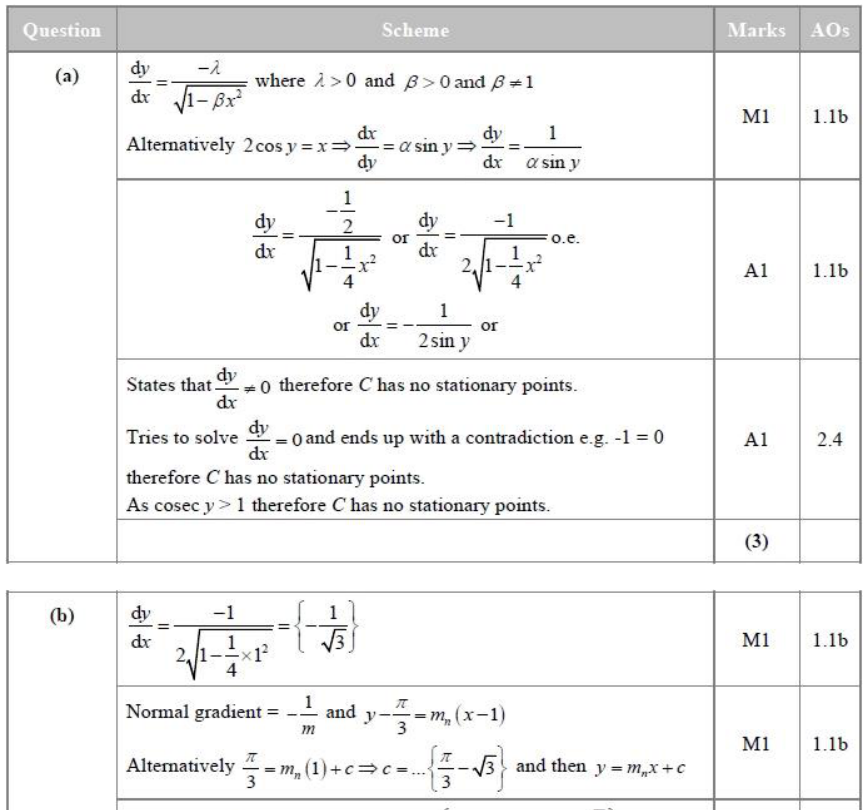 Question Scheme Marks AOs
(a) dy/dx = -λ/√(1 - βx²) where λ > 0 and β > 0 and β ≠ 1
Alternatively 2cos y = x ⇒ dx/dy = α sin y ⇒ dy/dx = 1/(α sin y)
M1 1.1b
dy/dx = (-1/2)/√(1 - (1/4)x²) or dy/dx = -1/(2√(1 - (1/4)x²)) o.e.
or dy/dx = -1/(2 sin y) or
A1 1.1b
States that dy/dx ≠ 0 therefore C has no stationary points.
Tries to solve dy/dx = 0 and ends up with a contradiction e.g. -1 = 0
therefore C has no stationary points.
As cosec y > 1 therefore C has no stationary points.
A1 2.4
(3)
(b) dy/dx = -1/(2√(1 - (1/4)×1²)) = {-1/√3}
M1 1.1b
Normal gradient = -1/m and y - π/3 = mₙ(x - 1)
Alternatively π/3 = mₙ(1) + c ⇒ c = ...{π/3 - √3} and then y = mₙx + c
M1 1.1b